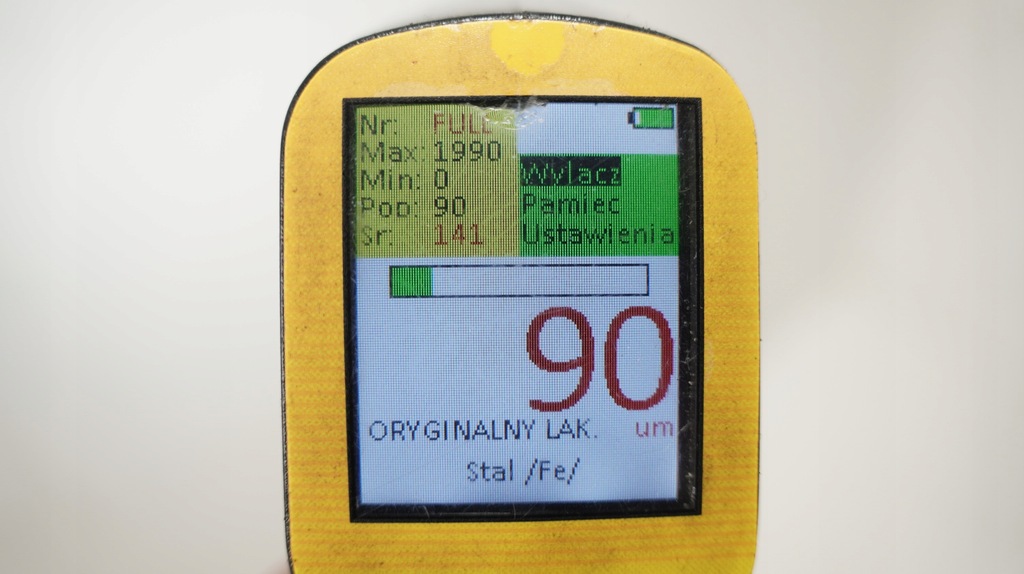 Nr: FULL
Max: 1990
Min: 0
Pop: 90
Sr: 141
Wylacz
Pamiec
Ustawienia
90
ORYGINALNY LAK. um
Stal /Fe/